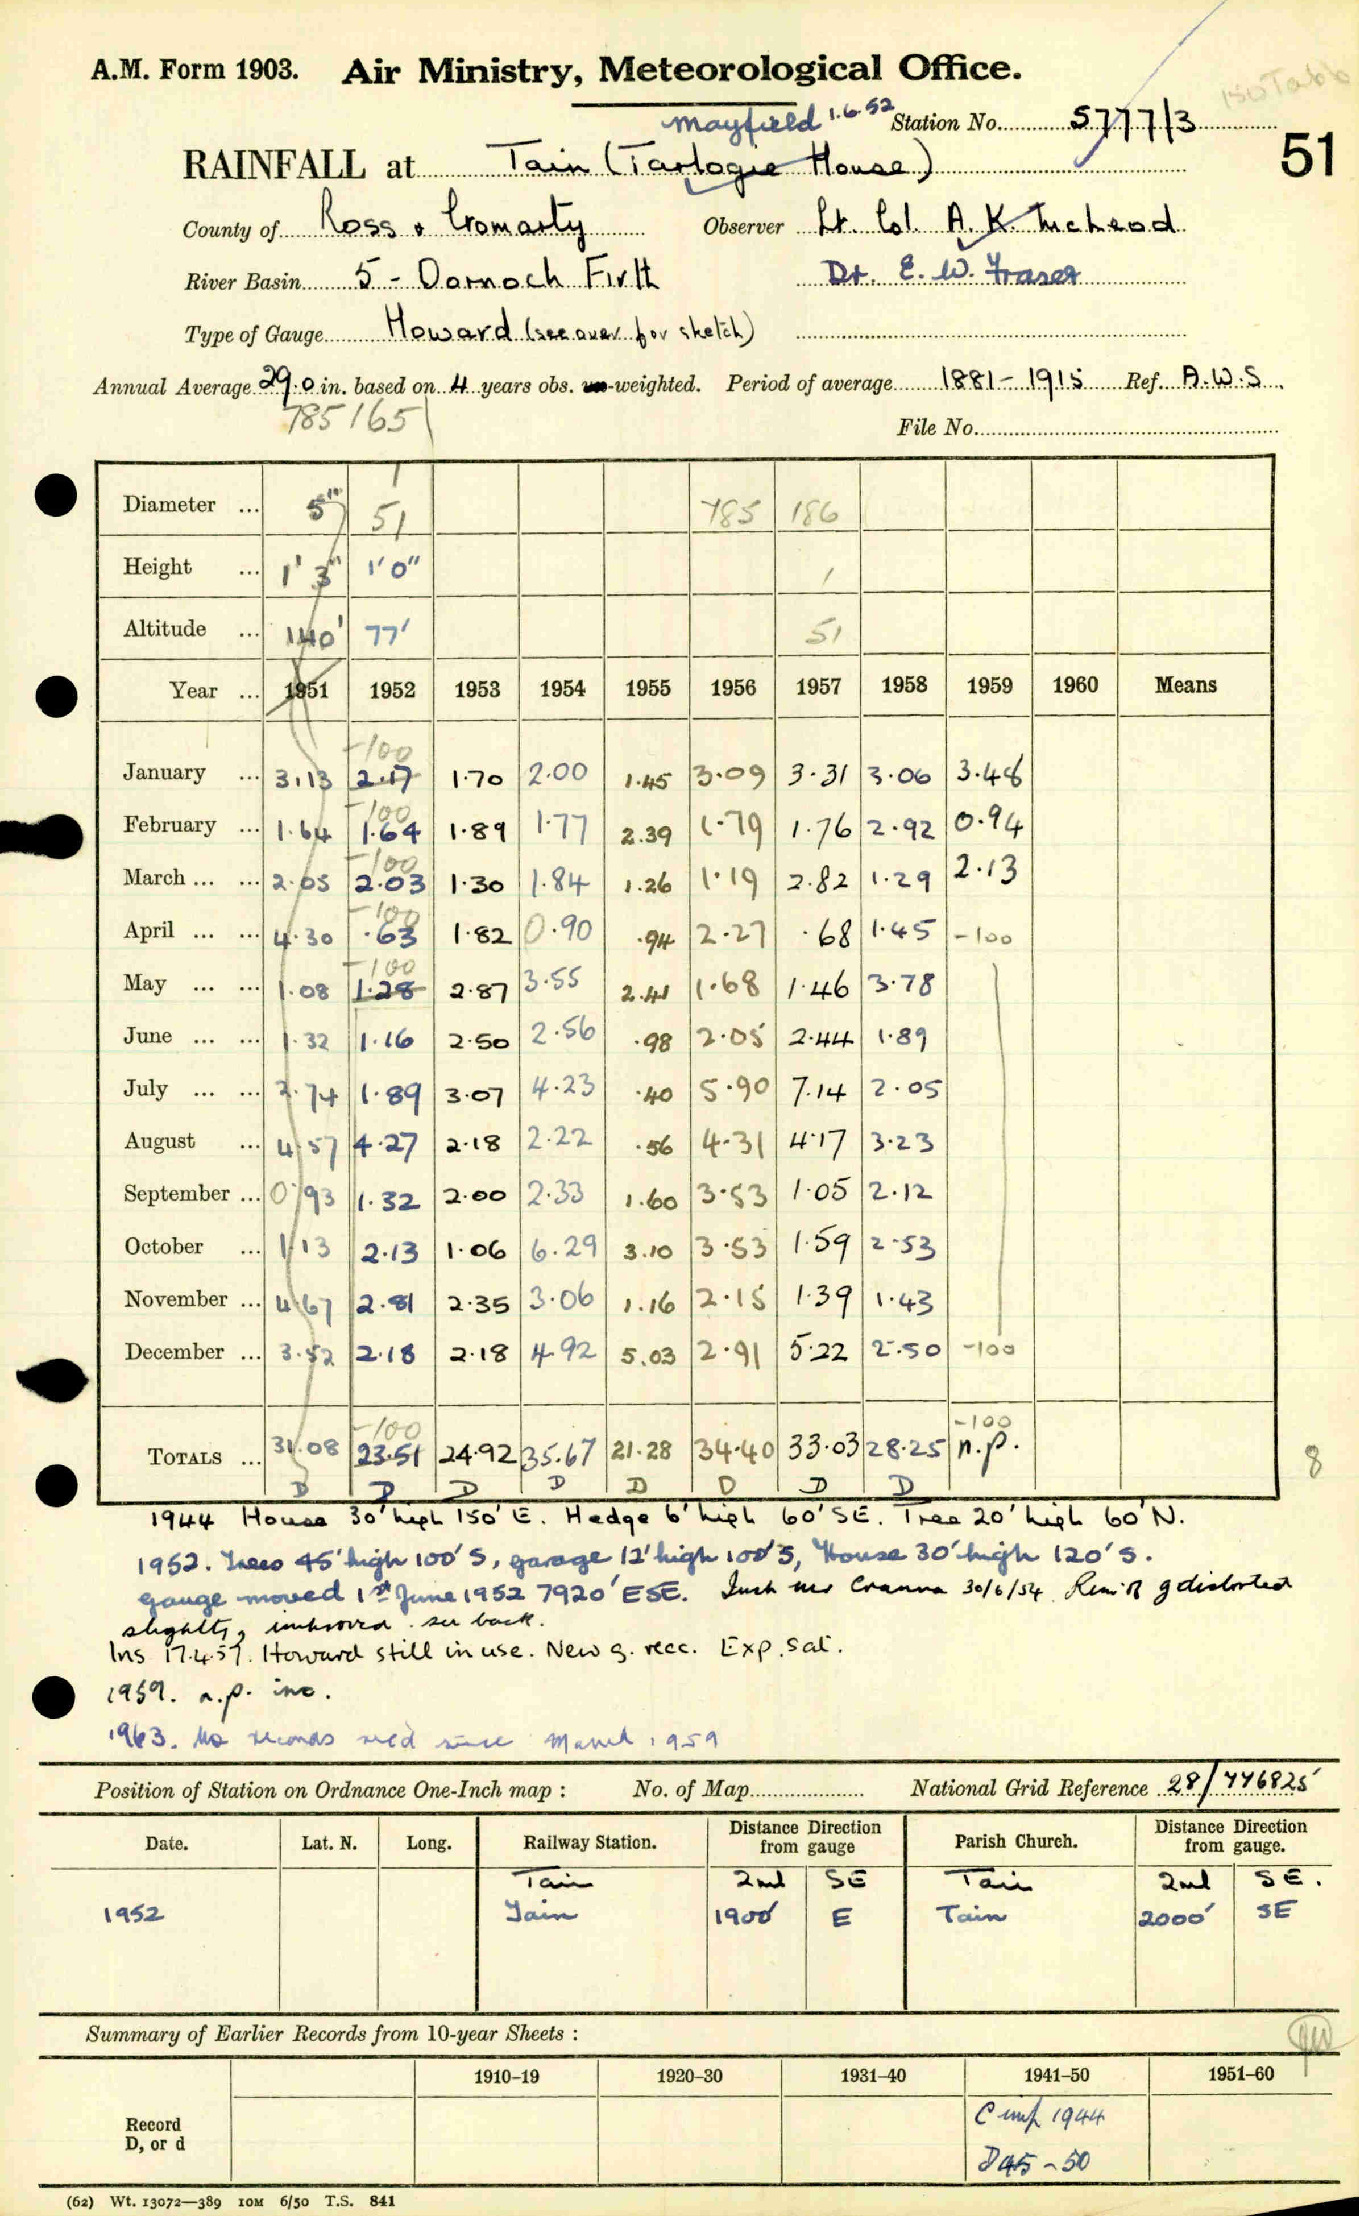 A.M. Form 1903. Air Ministry, Meteorological Office.
150 Tabb
Mayfield 1.6.52 Station No. 5777/3
RAINFALL at Tain (Tarlogie House) 51
County of Ross & Cromarty Observer Lt. Col. A. K. McLeod
River Basin 5 - Dornoch Firth Dr. E. W. Fraser
Type of Gauge Howard (see over for sketch)
Annual Average 29.0 in. based on 4 years obs. un-weighted. Period of average 1881-1915 Ref. A.W.S.
785165/
File No.
Diameter ... 5" 51 785 186
Height ... 1' 3" 1'0" /
Altitude ... 140' 77' 51
Year ... 1951 1952 1953 1954 1955 1956 1957 1958 1959 1960 Means
-100
January ... 3.13 2.17 1.70 2.00 1.45 3.09 3.31 3.06 3.48
-100
February ... 1.64 1.64 1.89 1.77 2.39 1.79 1.76 2.92 0.94
-100
March ... ... 2.05 2.03 1.30 1.84 1.26 1.19 2.82 1.29 2.13
-100
April ... ... 4.30 .63 1.82 0.90 .94 2.27 .68 1.45 -100
-100
May ... ... 1.08 1.28 2.87 3.55 2.41 1.68 1.46 3.78
June ... ... 1.32 1.16 2.50 2.56 .98 2.05 2.44 1.89
July ... ... 2.74 1.89 3.07 4.23 .40 5.90 7.14 2.05
August ... 4.57 4.27 2.18 2.22 .56 4.31 4.17 3.23
September ... 0.93 1.32 2.00 2.33 1.60 3.53 1.05 2.12
October ... 1.13 2.13 1.06 6.29 3.10 3.53 1.59 2.53
November ... 4.67 2.81 2.35 3.06 1.16 2.15 1.39 1.43
December ... 3.52 2.18 2.18 4.92 5.03 2.91 5.22 2.50 -100
-100 -100
TOTALS ... 31.08 23.51 24.92 35.67 21.28 34.40 33.03 28.25 n.p. 8
D D D D D D D D
1944 House 30' high 150' E. Hedge 6' high 60' SE. Tree 20' high 60' N.
1952. Trees 45' high 100' S, garage 12' high 100' S, House 30' high 120' S.
gauge moved 1st June 1952 7920' ESE. Insp Mr Cranna 30/6/54. Rim of g distorted
slightly, improved. see back.
Ins 17.4.57. Howard still in use. New g. recc. Exp. sat.
1959. n.p. inc.
1963. No records rec'd since March 1959
Position of Station on Ordnance One-Inch map : No. of Map National Grid Reference 28/776825
Date. Lat. N. Long. Railway Station. Distance from gauge Direction Parish Church. Distance from gauge. Direction
Tain 2ml SE Tain 2ml SE.
1952 Tain 1900' E Tain 2000' SE
Summary of Earlier Records from 10-year Sheets :
1910-19 1920-30 1931-40 1941-50 1951-60
Record D, or d C imp 1944
D 45-50
(62) Wt. 13072—389 10M 6/50 T.S. 841